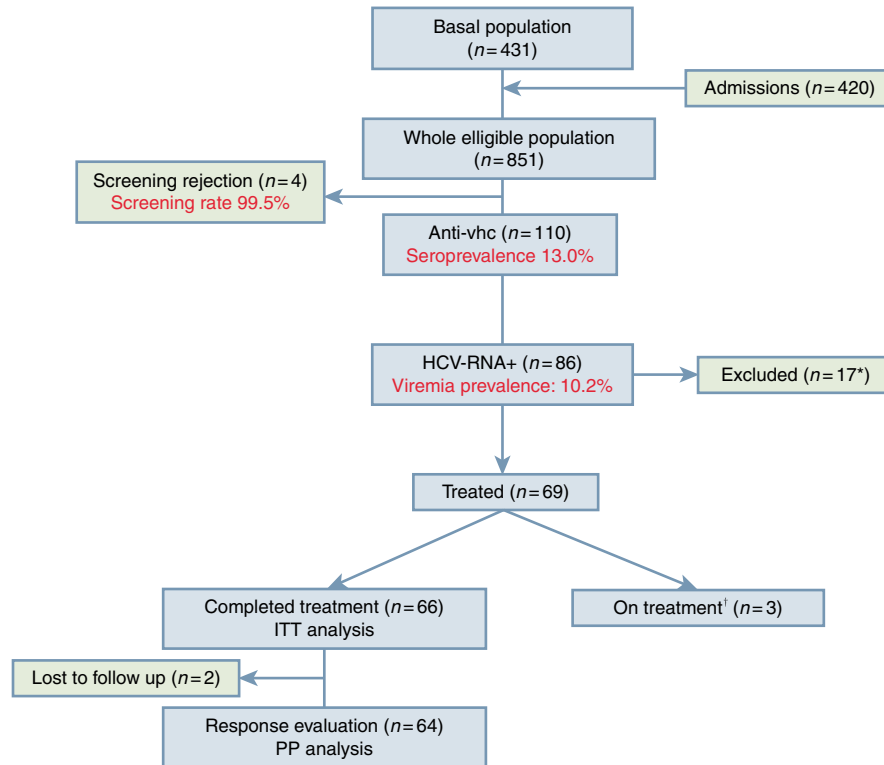 Basal population
(n=431)
Admissions (n=420)
Whole elligible population
(n=851)
Screening rejection (n=4)
Screening rate 99.5%
Anti-vhc (n=110)
Seroprevalence 13.0%
HCV-RNA+ (n=86)
Viremia prevalence: 10.2%
Excluded (n=17*)
Treated (n=69)
Completed treatment (n=66)
ITT analysis
On treatment† (n=3)
Lost to follow up (n=2)
Response evaluation (n=64)
PP analysis